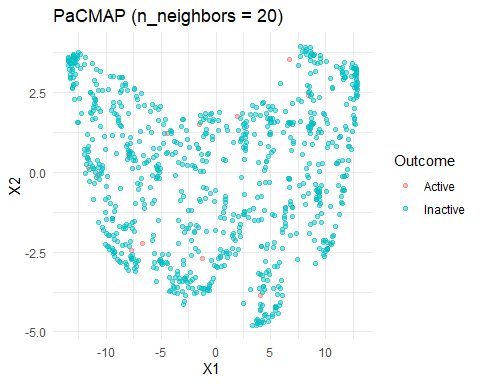 PaCMAP (n_neighbors = 20)
2.5
0.0
-2.5
-5.0
X2
-10
-5
0
5
10
X1
Outcome
Active
Inactive